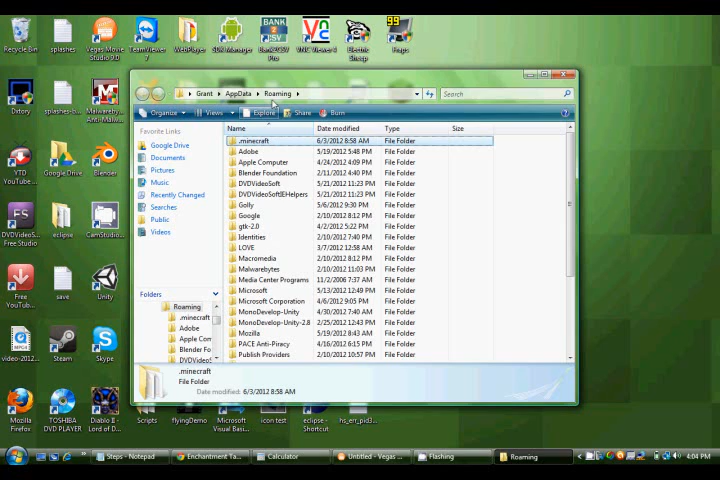 Recycle Bin
splashes
Vegas Movie Studio 9.0
TeamViewer 7
WebPlayer
SDK Manager
Bank2CSV Pro
VNC Viewer 4
Electric Sheep
99
Fraps
BANK 2 CSV
Dxtory
Malwareb... Anti-Malw...
YTD YouTube...
Google Drive
Blender
DVDVideoS... Free Studio
eclipse
CamStudio...
Free YouTub...
save
Unity
video-2012...
Steam
Skype
Mozilla Firefox
TOSHIBA DVD PLAYER
Diablo II - Lord of D...
Scripts
flyingDemo
Microsoft Visual Basi...
icon test
eclipse - Shortcut
hs_err_pid3...
Grant AppData Roaming
Search
Organize Views Explore Share Burn
Favorite Links
Google Drive
Documents
Pictures
Music
Recently Changed
Searches
Public
Videos
Folders
Roaming
.minecraft
Adobe
Apple Com
Blender Fo
DVDVideoS
Name Date modified Type Size
.minecraft 6/3/2012 8:58 AM File Folder
Adobe 5/19/2012 5:48 PM File Folder
Apple Computer 4/24/2012 4:09 PM File Folder
Blender Foundation 2/11/2012 4:40 PM File Folder
DVDVideoSoft 5/21/2012 11:23 PM File Folder
DVDVideoSoftIEHelpers 5/21/2012 11:23 PM File Folder
Golly 5/6/2012 9:30 PM File Folder
Google 2/10/2012 8:12 PM File Folder
gtk-2.0 4/2/2012 5:22 PM File Folder
Identities 2/10/2012 7:40 PM File Folder
LOVE 3/7/2012 12:58 AM File Folder
Macromedia 2/10/2012 8:12 PM File Folder
Malwarebytes 2/10/2012 11:03 PM File Folder
Media Center Programs 11/2/2006 7:37 AM File Folder
Microsoft 5/13/2012 12:49 PM File Folder
Microsoft Corporation 4/6/2012 9:05 PM File Folder
MonoDevelop-Unity 4/30/2012 7:40 AM File Folder
MonoDevelop-Unity-2.8 2/25/2012 12:43 PM File Folder
Mozilla 5/19/2012 8:43 AM File Folder
PACE Anti-Piracy 4/16/2012 6:15 PM File Folder
Publish Providers 2/10/2012 10:57 PM File Folder
.minecraft
File Folder
Date modified: 6/3/2012 8:58 AM
Steps - Notepad
Enchantment Ta...
Calculator
Untitled - Vegas ...
Flashing
Roaming
4:04 PM